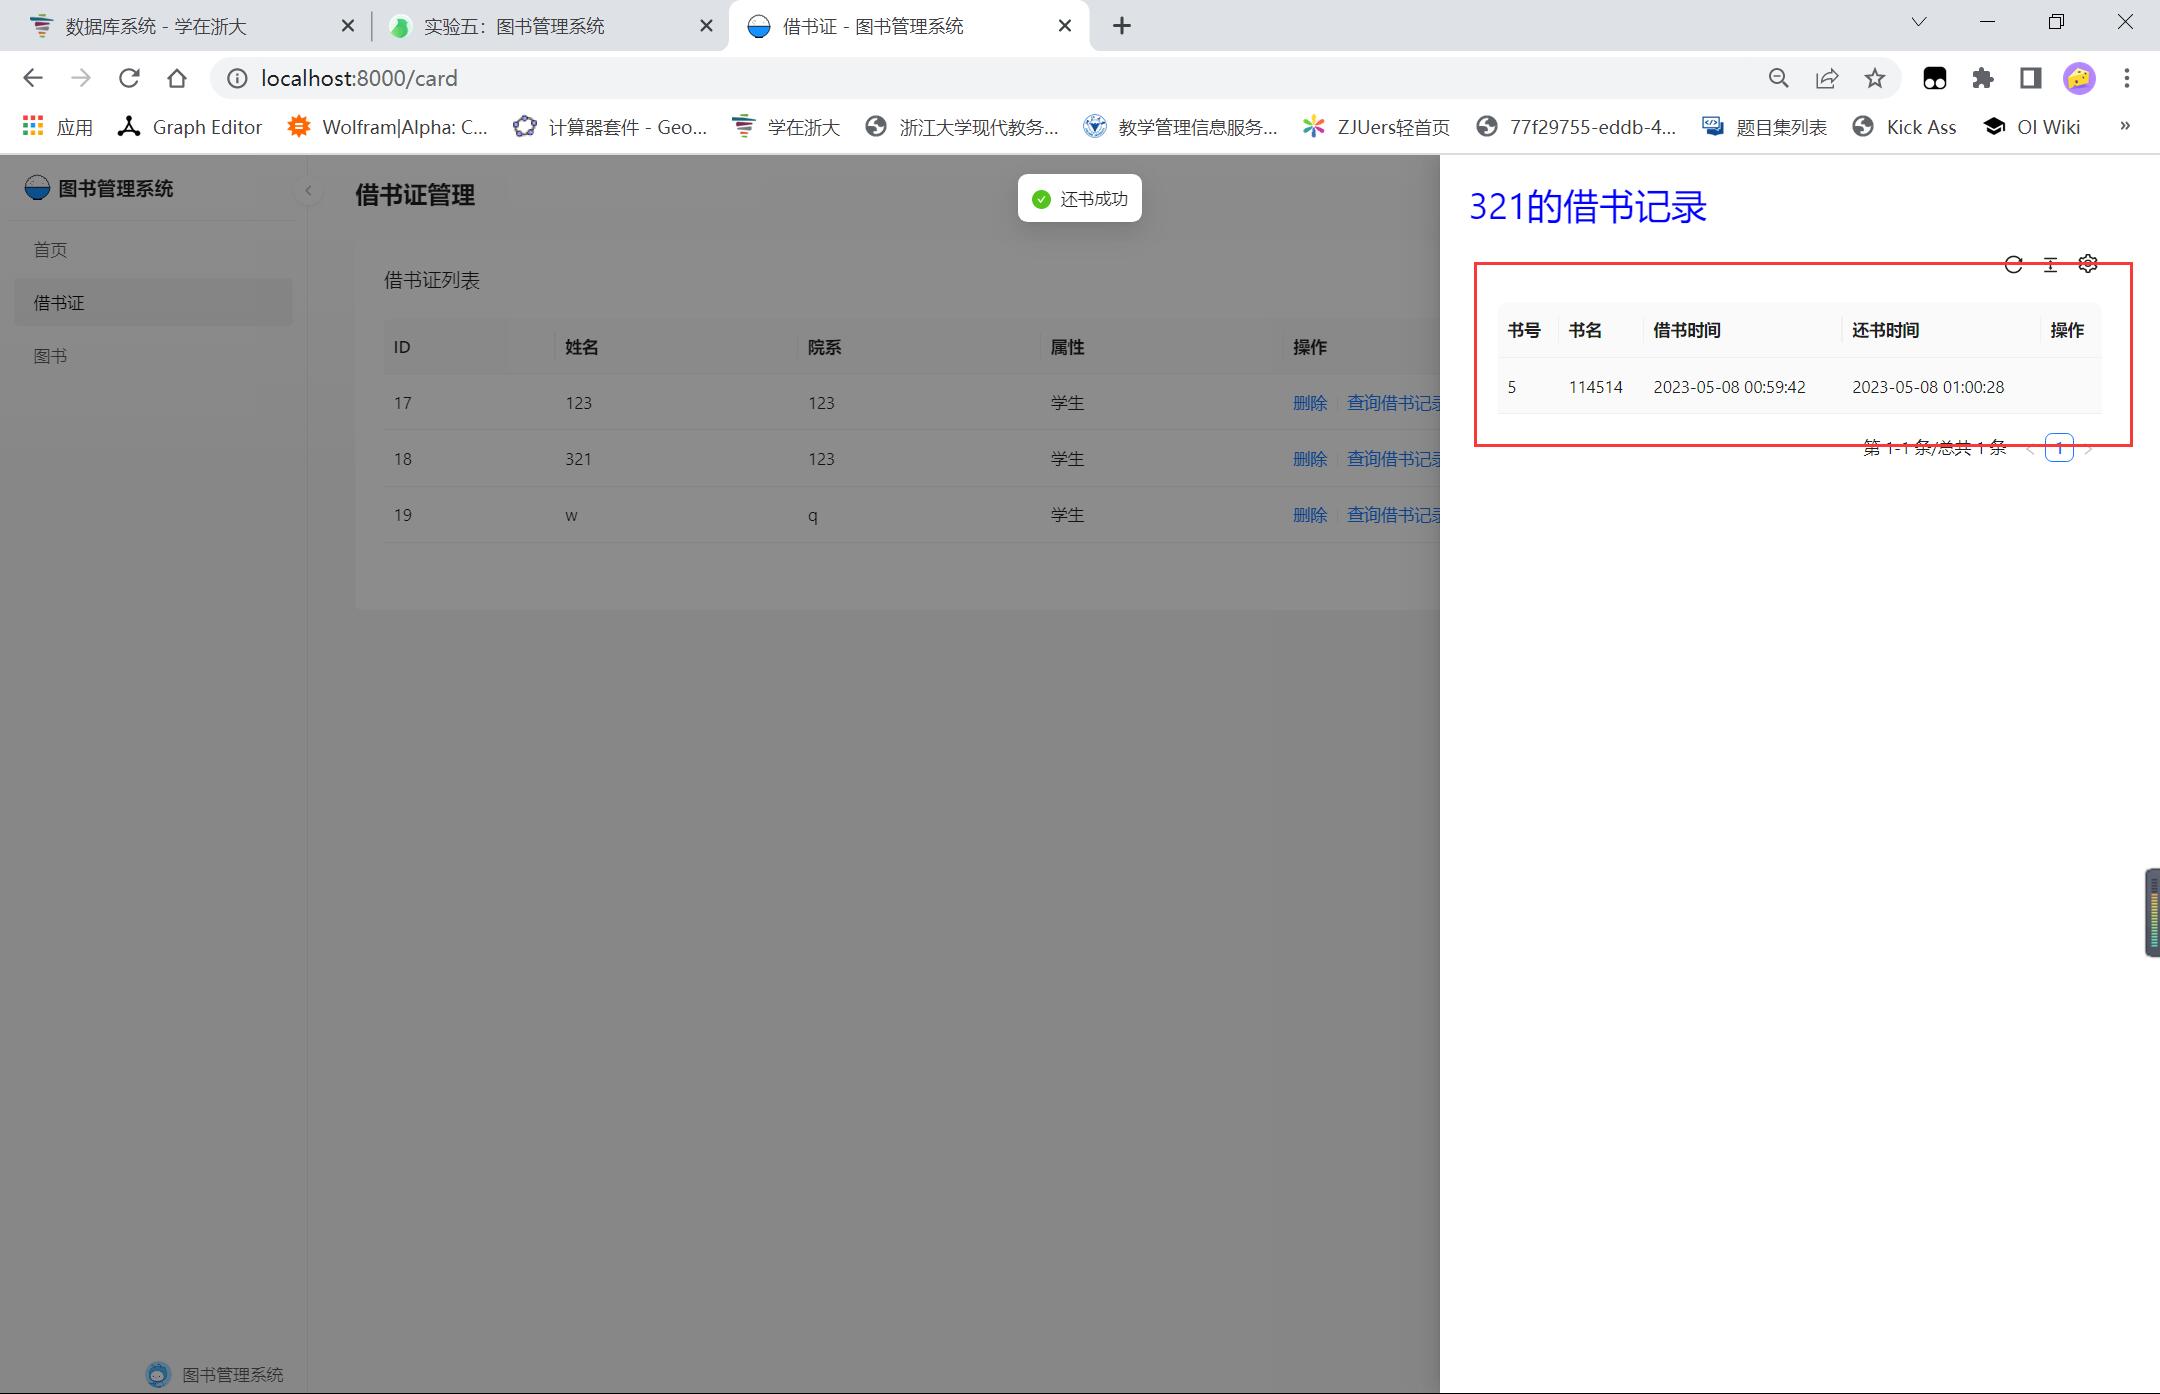 数据库系统 - 学在浙大
实验五：图书管理系统
借书证 - 图书管理系统
localhost:8000/card
应用
Graph Editor
Wolfram|Alpha: C...
计算器套件 - Geo...
学在浙大
浙江大学现代教务...
教学管理信息服务...
ZJUers轻首页
77f29755-eddb-4...
题目集列表
Kick Ass
OI Wiki
»
图书管理系统
首页
借书证
图书
借书证管理
还书成功
借书证列表
ID 姓名 院系 属性 操作
17 123 123 学生 删除 查询借书记录
18 321 123 学生 删除 查询借书记录
19 w q 学生 删除 查询借书记录
321的借书记录
书号 书名 借书时间 还书时间 操作
5 114514 2023-05-08 00:59:42 2023-05-08 01:00:28
第 1-1 条/总共 1 条 < 1 >
图书管理系统